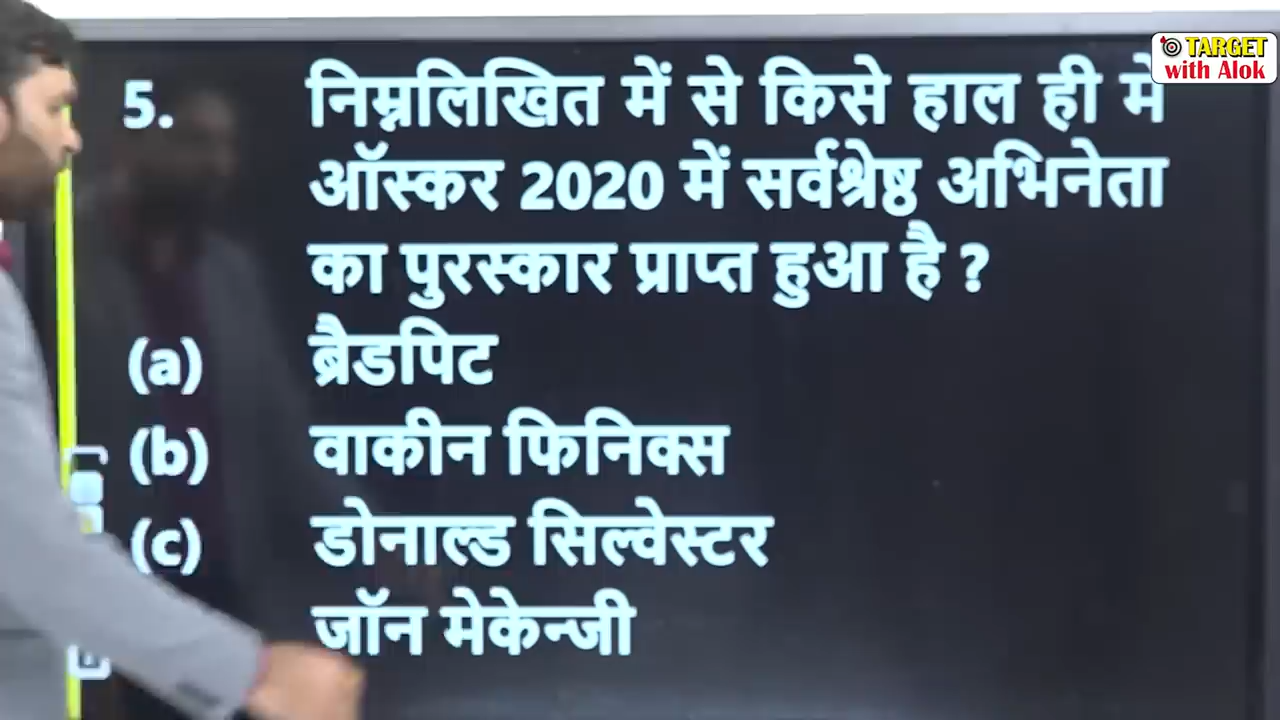 TARGET
with Alok
5. निम्नलिखित में से किसे हाल ही में
ऑस्कर 2020 में सर्वश्रेष्ठ अभिनेता
का पुरस्कार प्राप्त हुआ है ?
(a) ब्रैडपिट
(b) वाकीन फिनिक्स
(c) डोनाल्ड सिल्वेस्टर
जॉन मेकेन्जी